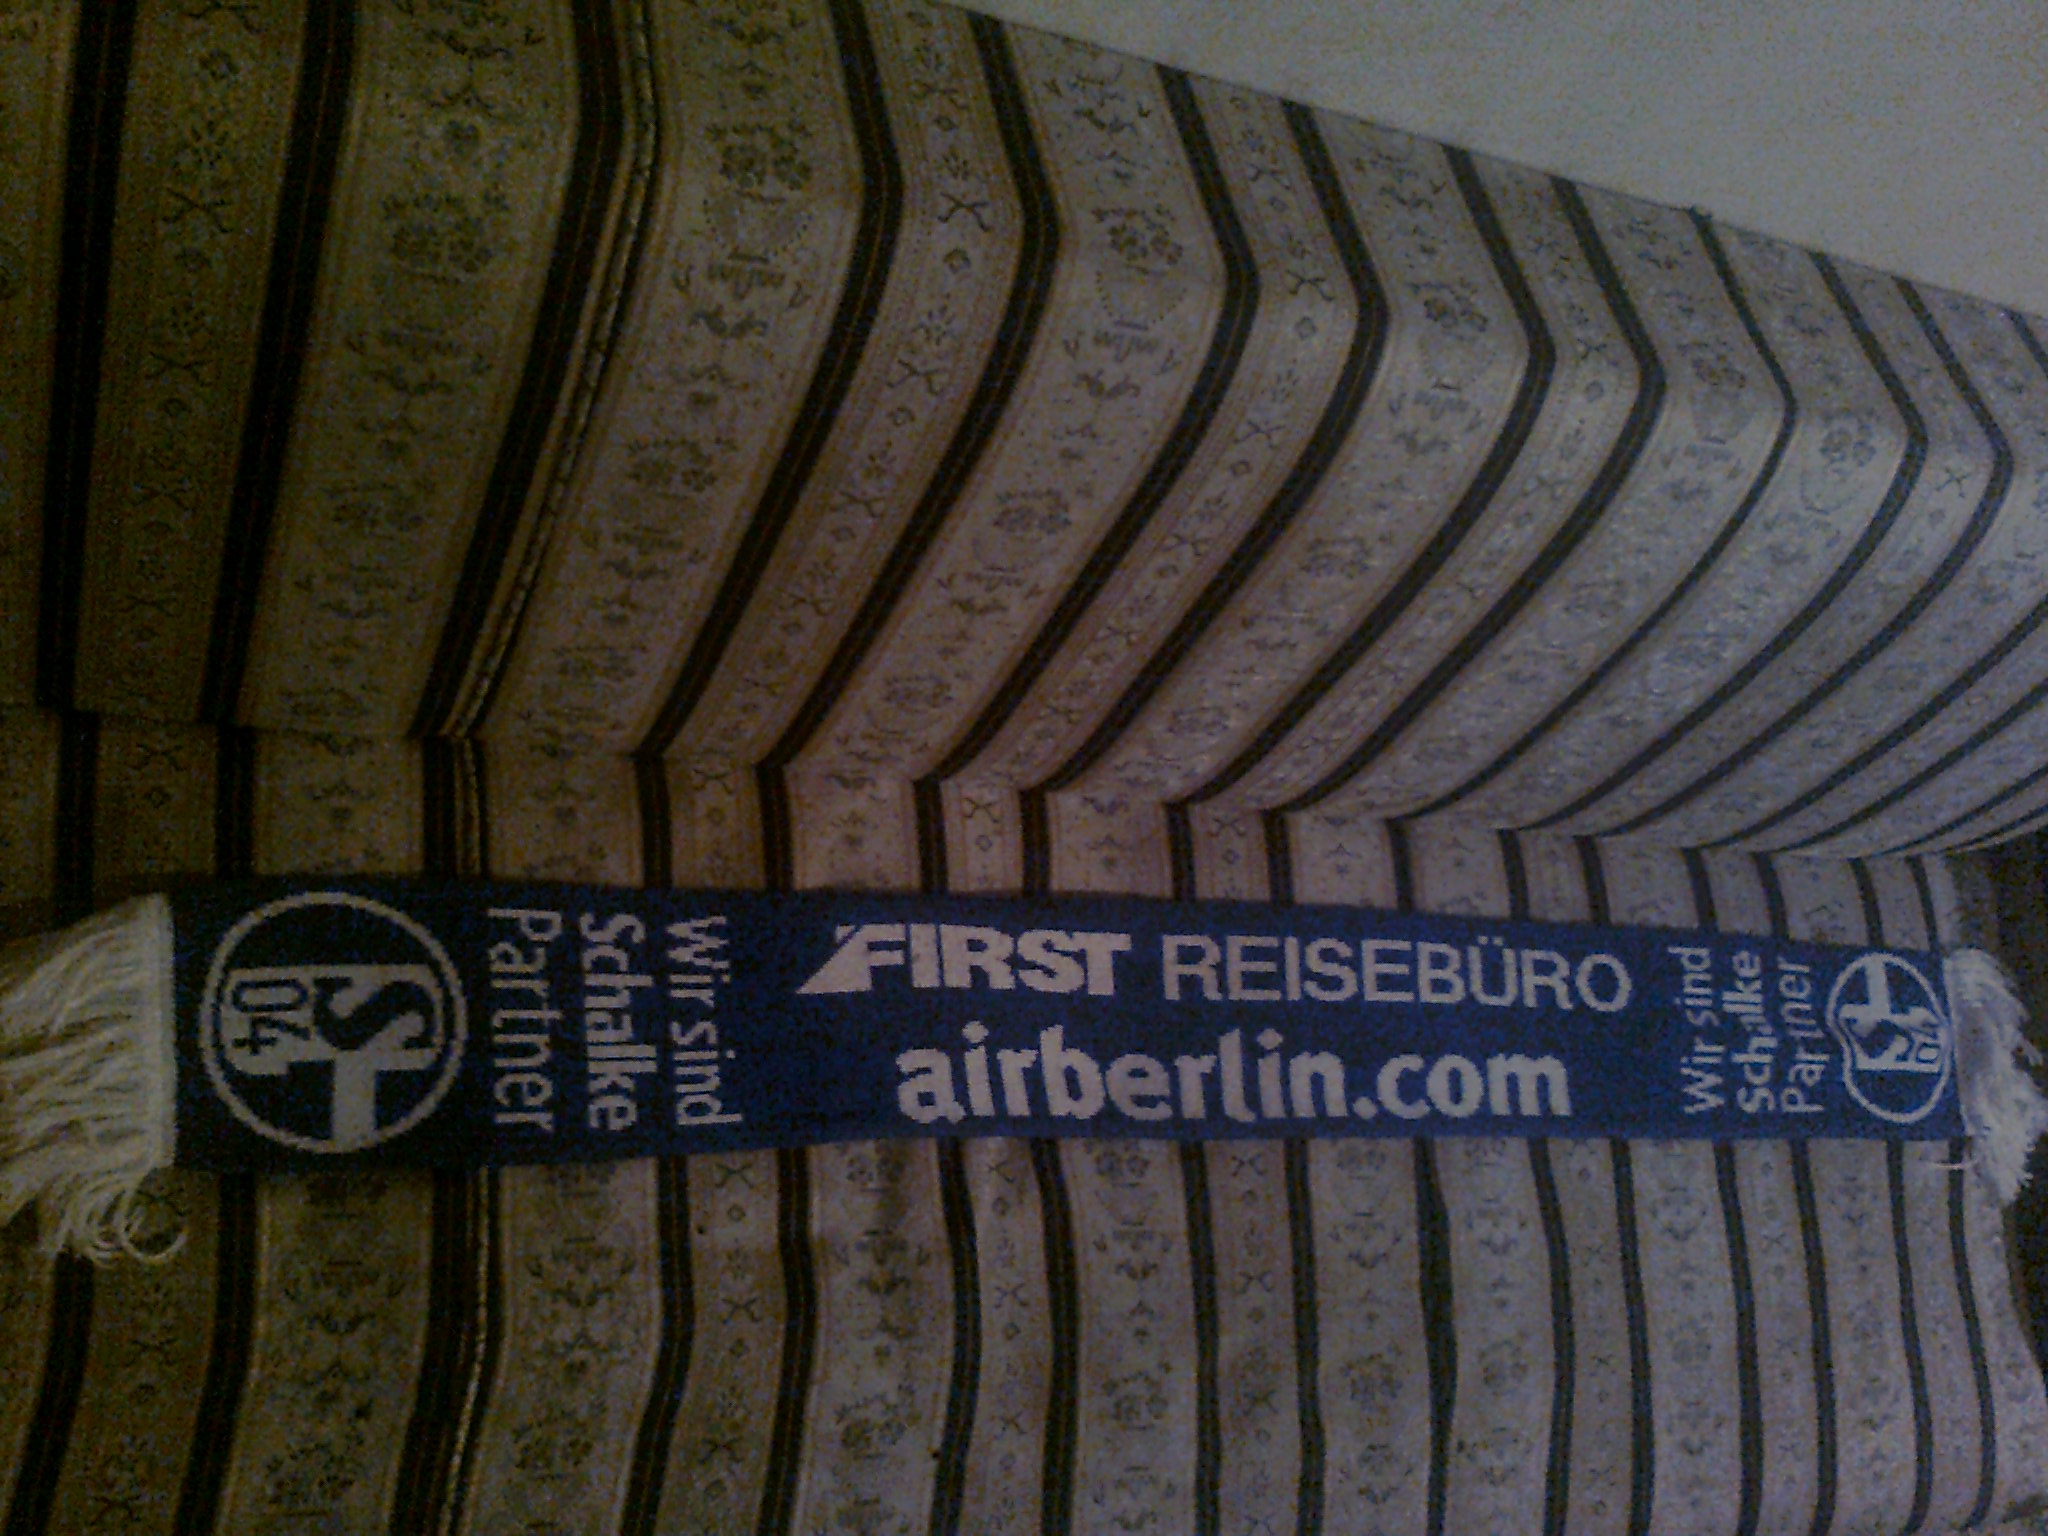 S
04
Wir sind
Schalke
Partner
FIRST REISEBÜRO
airberlin.com
Wir sind
Schalke
Partner
S
04